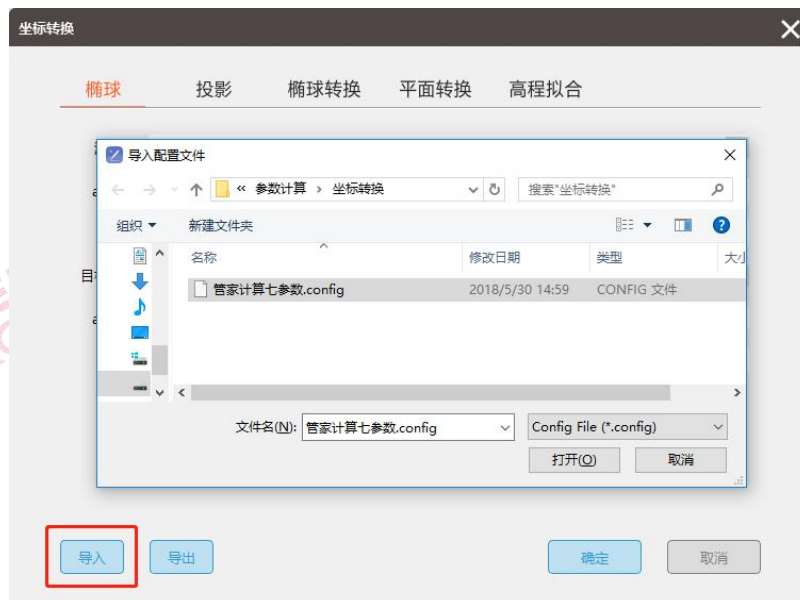 坐标转换
椭球 投影 椭球转换 平面转换 高程拟合
导入配置文件
« 参数计算 › 坐标转换 搜索"坐标转换"
组织 新建文件夹
名称 修改日期 类型 大小
管家计算七参数.config 2018/5/30 14:59 CONFIG 文件
目
文件名(N): 管家计算七参数.config Config File (*.config)
打开(O) 取消
导入 导出 确定 取消